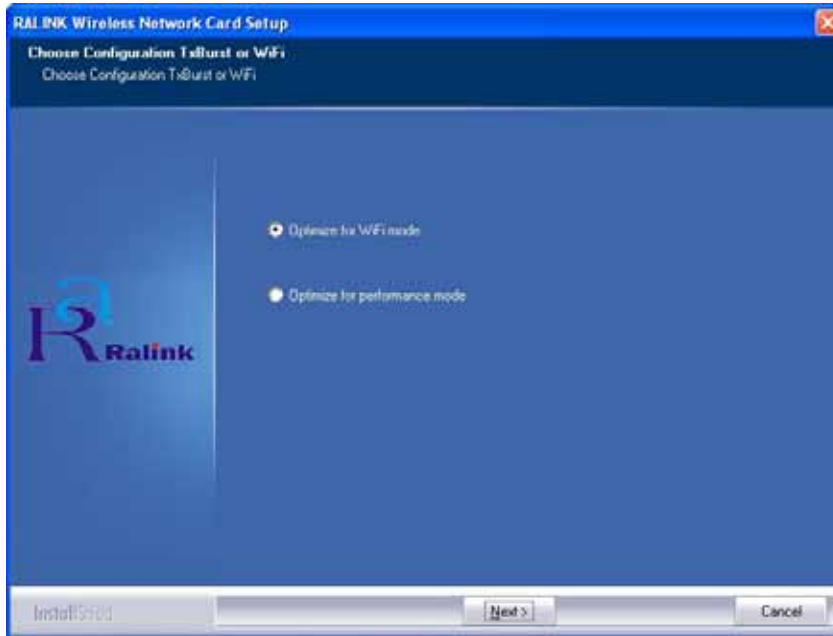 RALINK Wireless Network Card Setup
Choose Configuration TxBurst or WiFi
Choose Configuration TxBurst or WiFi
Optimize for WiFi mode
Optimize for performance mode
Ralink
InstallShield
Next >
Cancel